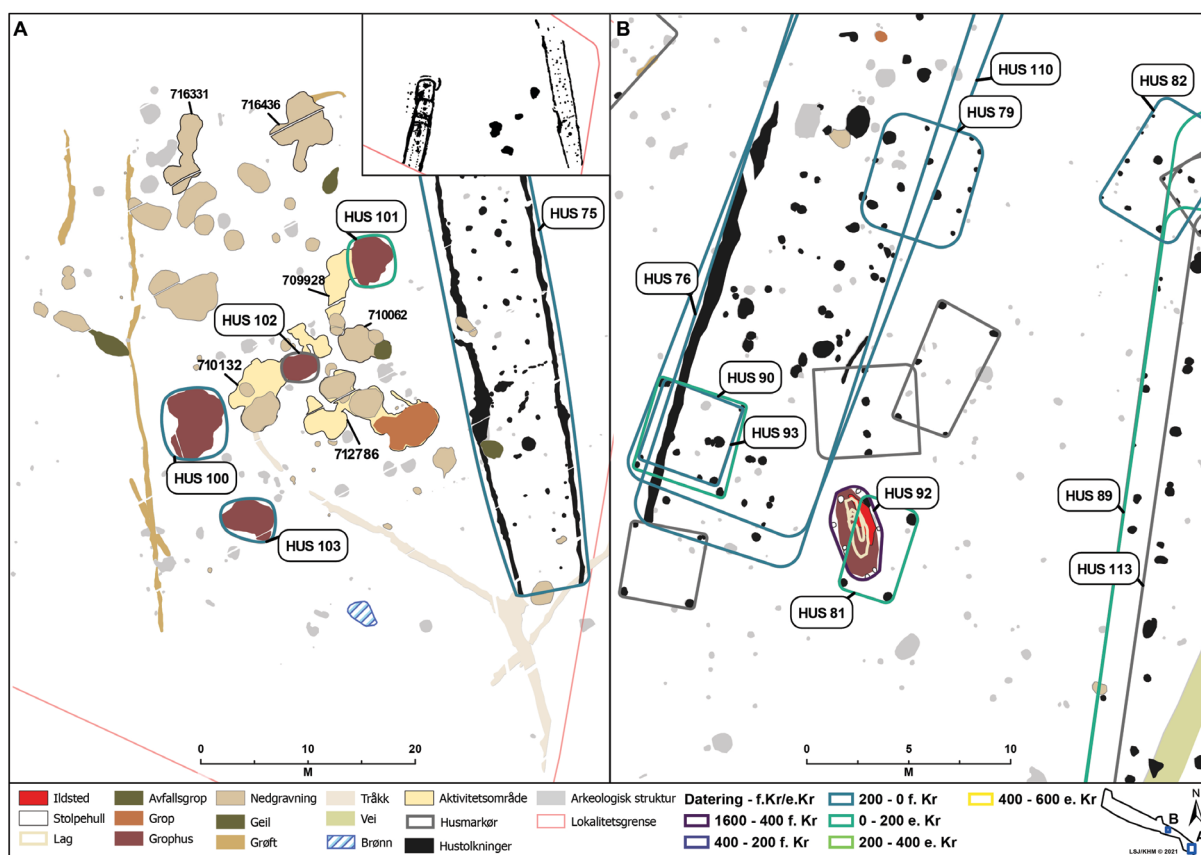 A
716331
716436
HUS 101
HUS 75
709928
HUS 102
710062
710132
HUS 100
712786
HUS 103
0 10 20
M
B
HUS 110
HUS 82
HUS 79
HUS 76
HUS 90
HUS 93
HUS 92
HUS 89
HUS 81
HUS 113
0 5 10
M
Ildsted
Stolpehull
Lag
Avfallsgrop
Grop
Grophus
Nedgravning
Geil
Grøft
Tråkk
Vei
Brønn
Aktivitetsområde
Husmarkør
Hustolkninger
Arkeologisk struktur
Lokalitetsgrense
Datering - f.Kr/e.Kr
1600 - 400 f. Kr
400 - 200 f. Kr
200 - 0 f. Kr
0 - 200 e. Kr
200 - 400 e. Kr
400 - 600 e. Kr
N
B
A
LSJ/KHM © 2021